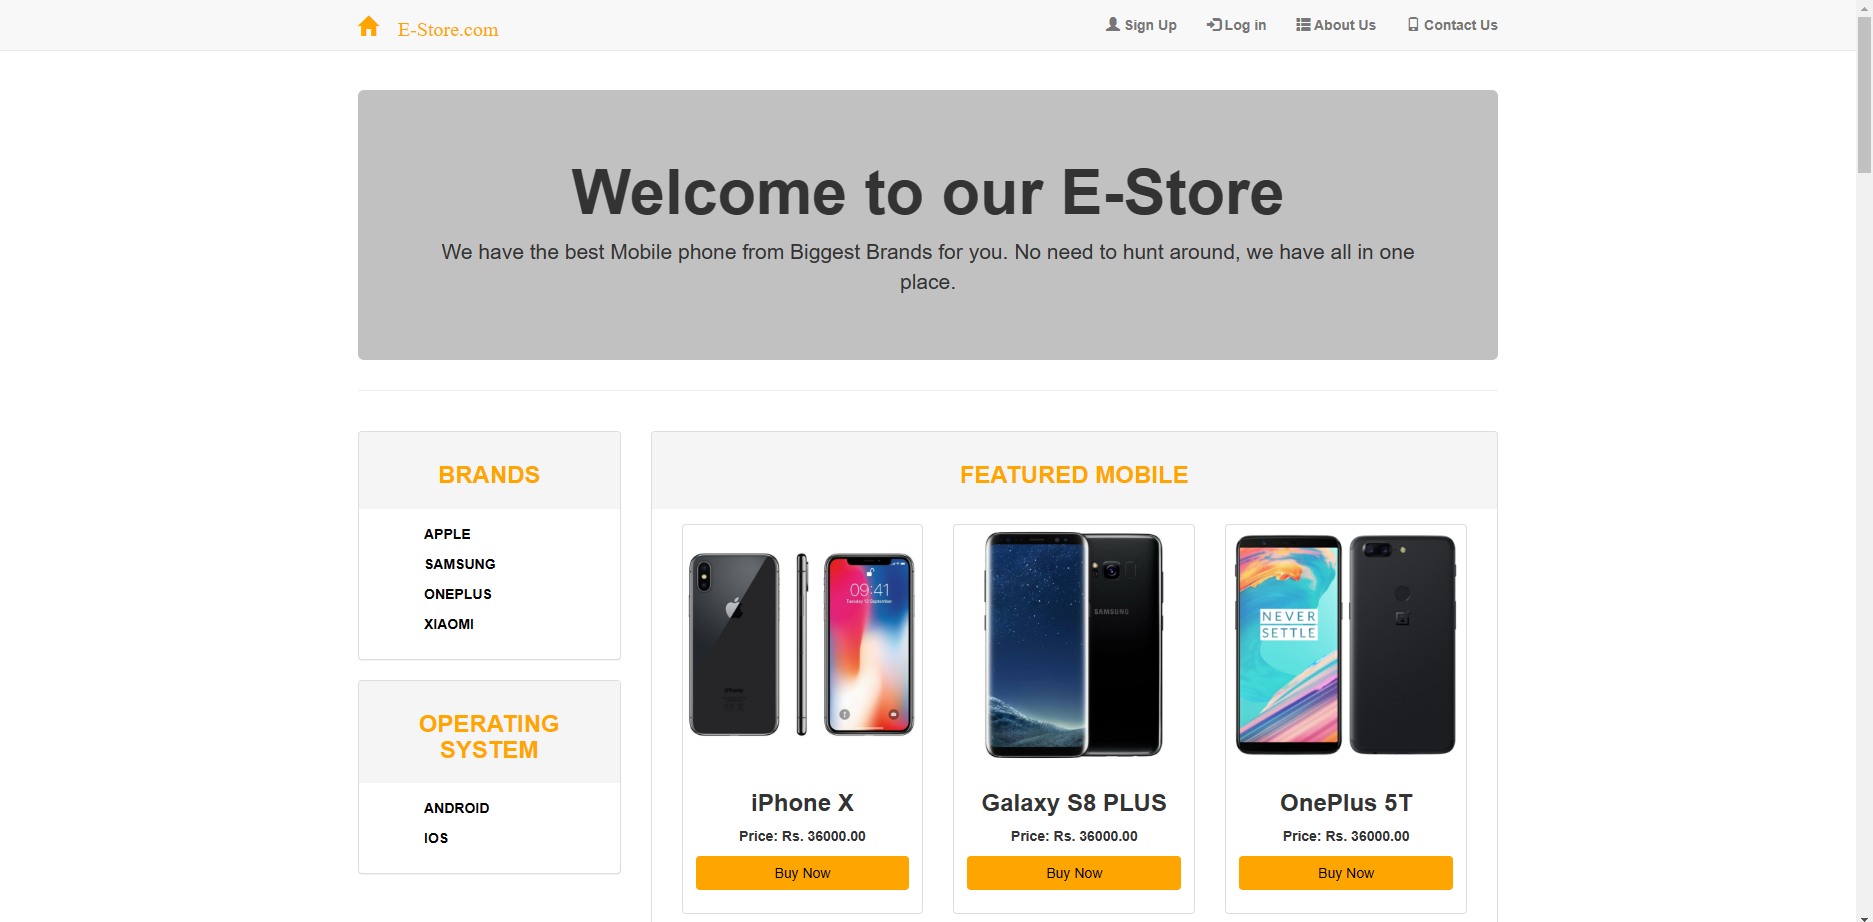 E-Store.com
Sign Up
Log in
About Us
Contact Us
Welcome to our E-Store
We have the best Mobile phone from Biggest Brands for you. No need to hunt around, we have all in one
place.
BRANDS
APPLE
SAMSUNG
ONEPLUS
XIAOMI
OPERATING
SYSTEM
ANDROID
IOS
FEATURED MOBILE
09:41
Tuesday 12 September
iPhone
SAMSUNG
NEVER
SETTLE
iPhone X
Price: Rs. 36000.00
Buy Now
Galaxy S8 PLUS
Price: Rs. 36000.00
Buy Now
OnePlus 5T
Price: Rs. 36000.00
Buy Now